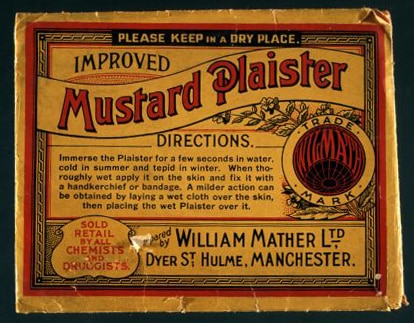 PLEASE KEEP IN A DRY PLACE.
IMPROVED
Mustard Plaister
DIRECTIONS.
Immerse the Plaister for a few seconds in water,
cold in summer and tepid in winter. When tho-
roughly wet apply it on the skin and fix it with
a handkerchief or bandage. A milder action can
be obtained by laying a wet cloth over the skin,
then placing the wet Plaister over it.
TRADE
WILMATH
MARK
SOLD
RETAIL
BY ALL
CHEMISTS
AND
DRUGGISTS.
by
WILLIAM MATHER LTD
DYER ST HULME, MANCHESTER.